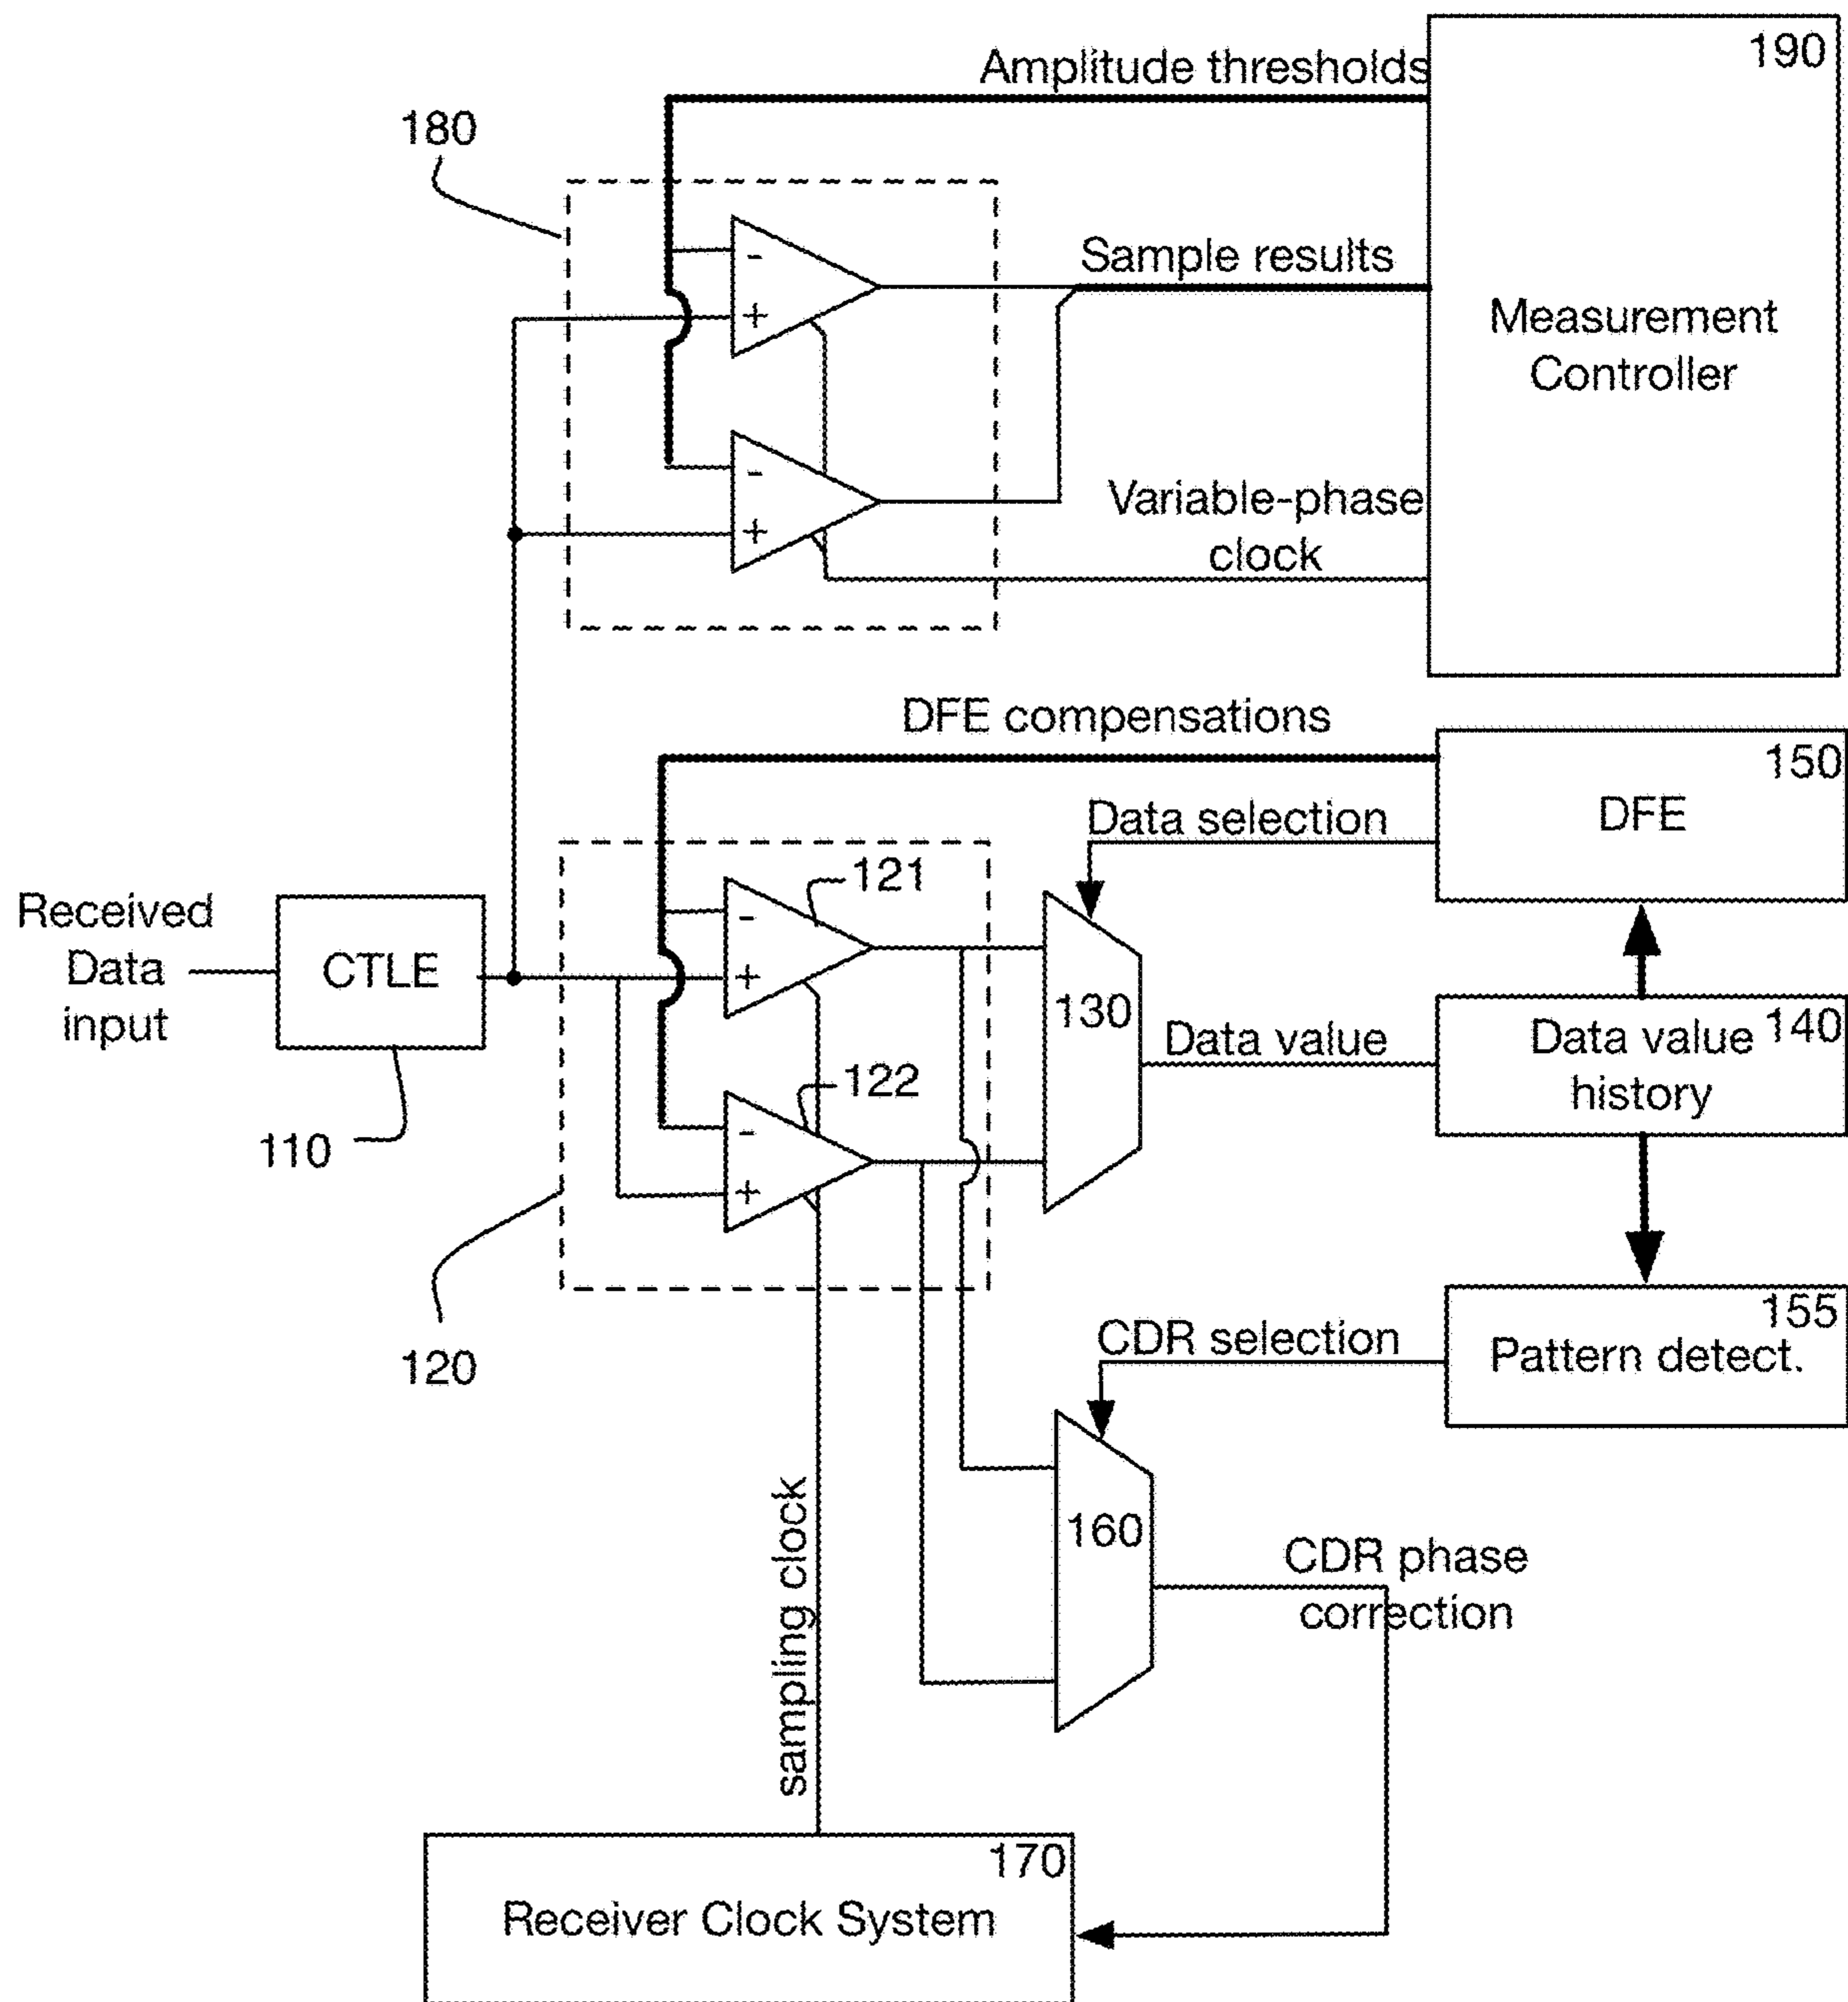 190
Amplitude thresholds
180
-
+
Sample results
Measurement
Controller
-
+
Variable-phase
clock
DFE compensations
150
DFE
Data selection
121
Received
Data
input
CTLE
-
+
130
140
Data value
history
Data value
122
110
-
+
155
Pattern detect.
CDR selection
120
160
CDR phase
correction
sampling clock
170
Receiver Clock System